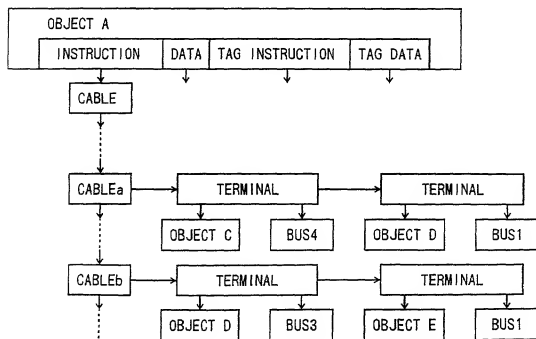 OBJECT A
INSTRUCTION DATA TAG INSTRUCTION TAG DATA
CABLE
CABLEa TERMINAL TERMINAL
OBJECT C BUS4 OBJECT D BUS1
CABLEb TERMINAL TERMINAL
OBJECT D BUS3 OBJECT E BUS1